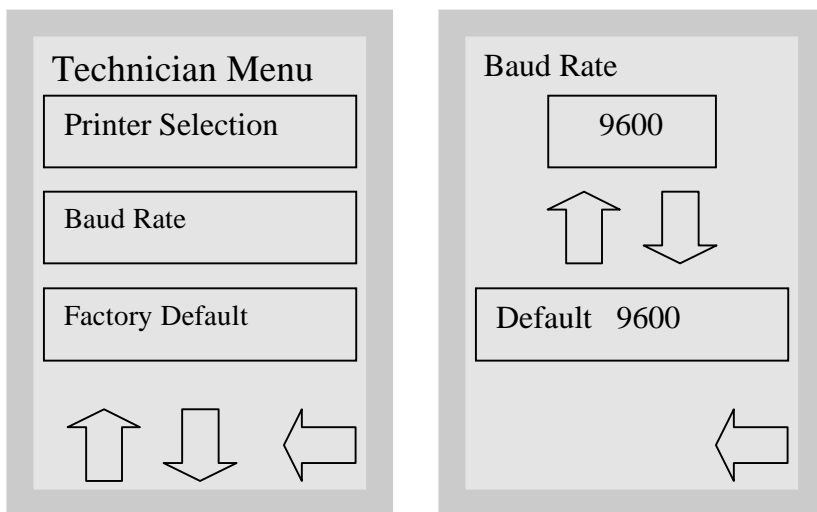 Technician Menu
Printer Selection
Baud Rate
Factory Default
Baud Rate
9600
Default 9600